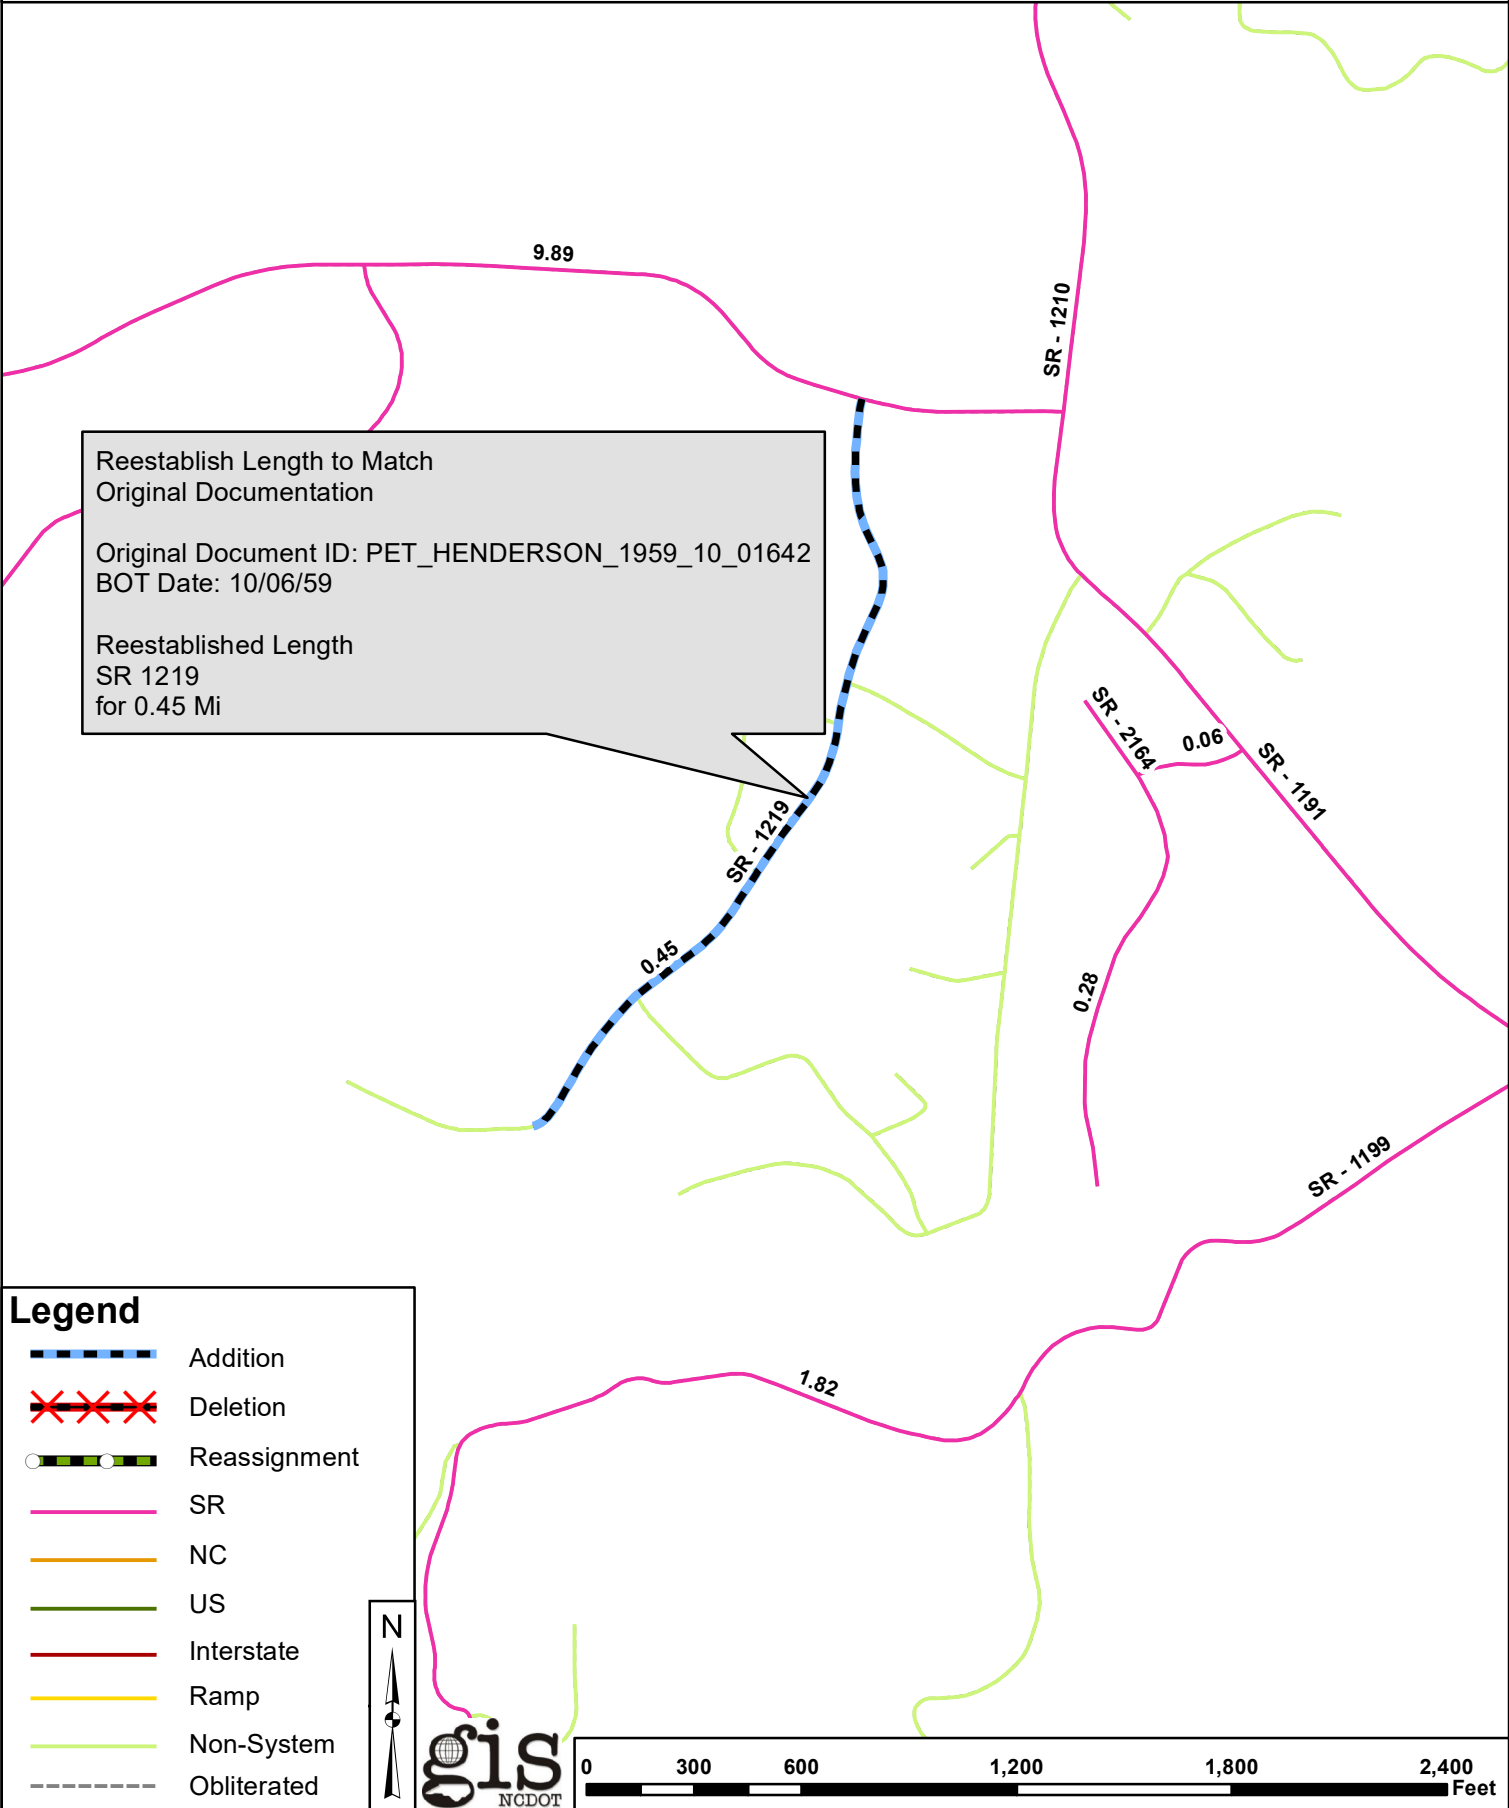 9.89
SR - 1210
Reestablish Length to Match
Original Documentation
Original Document ID: PET_HENDERSON_1959_10_01642
BOT Date: 10/06/59
Reestablished Length
SR 1219
for 0.45 Mi
SR - 2164
0.06
SR - 1191
SR - 1219
0.45
0.28
SR - 1199
1.82
Legend
Addition
Deletion
Reassignment
SR
NC
US
Interstate
Ramp
Non-System
Obliterated
N
gis
NCDOT
0 300 600 1,200 1,800 2,400
Feet